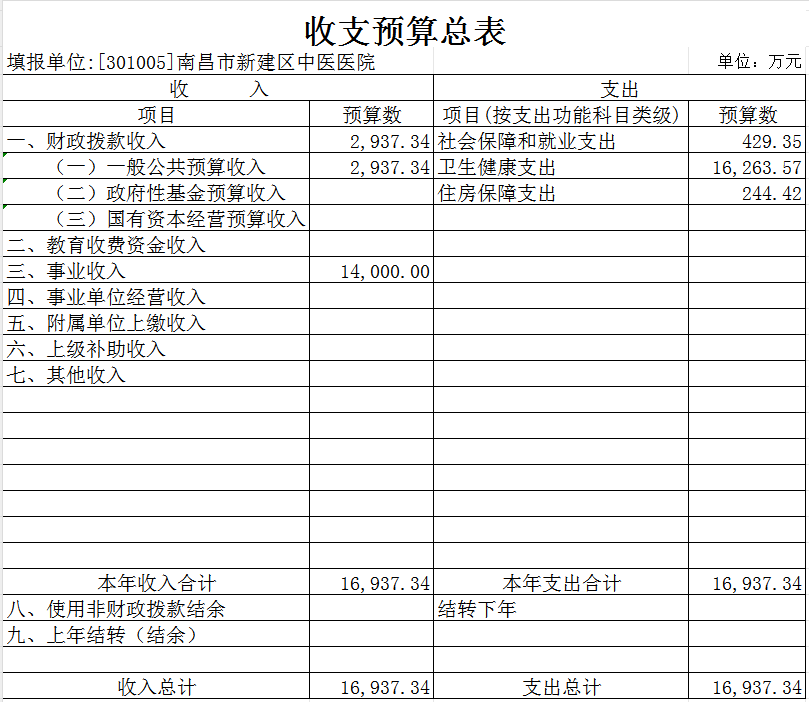 收支预算总表
填报单位:[301005]南昌市新建区中医医院 单位：万元
收 入 支出
项目 预算数 项目(按支出功能科目类级) 预算数
一、财政拨款收入 2,937.34 社会保障和就业支出 429.35
（一）一般公共预算收入 2,937.34 卫生健康支出 16,263.57
（二）政府性基金预算收入 住房保障支出 244.42
（三）国有资本经营预算收入
二、教育收费资金收入
三、事业收入 14,000.00
四、事业单位经营收入
五、附属单位上缴收入
六、上级补助收入
七、其他收入
本年收入合计 16,937.34 本年支出合计 16,937.34
八、使用非财政拨款结余 结转下年
九、上年结转（结余）
收入总计 16,937.34 支出总计 16,937.34